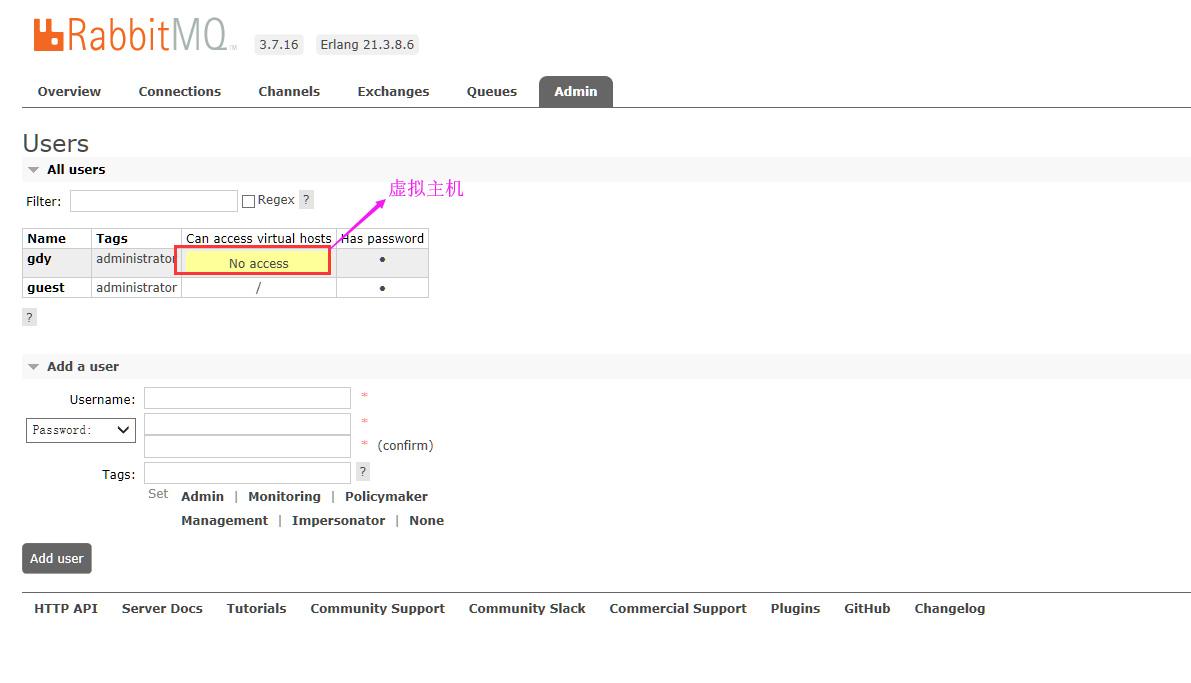 RabbitMQ TM 3.7.16 Erlang 21.3.8.6
Overview Connections Channels Exchanges Queues Admin
Users
All users
虚拟主机
Filter: Regex ?
Name Tags Can access virtual hosts Has password
gdy administrator No access •
guest administrator / •
?
Add a user
Username: *
Password: *
* (confirm)
Tags: ?
Set Admin | Monitoring | Policymaker
Management | Impersonator | None
Add user
HTTP API Server Docs Tutorials Community Support Community Slack Commercial Support Plugins GitHub Changelog